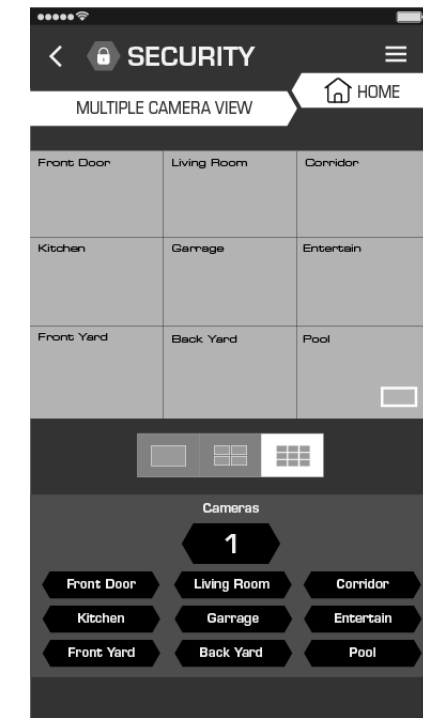 SECURITY
HOME
MULTIPLE CAMERA VIEW
Front Door Living Room Corridor
Kitchen Garrage Entertain
Front Yard Back Yard Pool
Cameras
1
Front Door Living Room Corridor
Kitchen Garrage Entertain
Front Yard Back Yard Pool